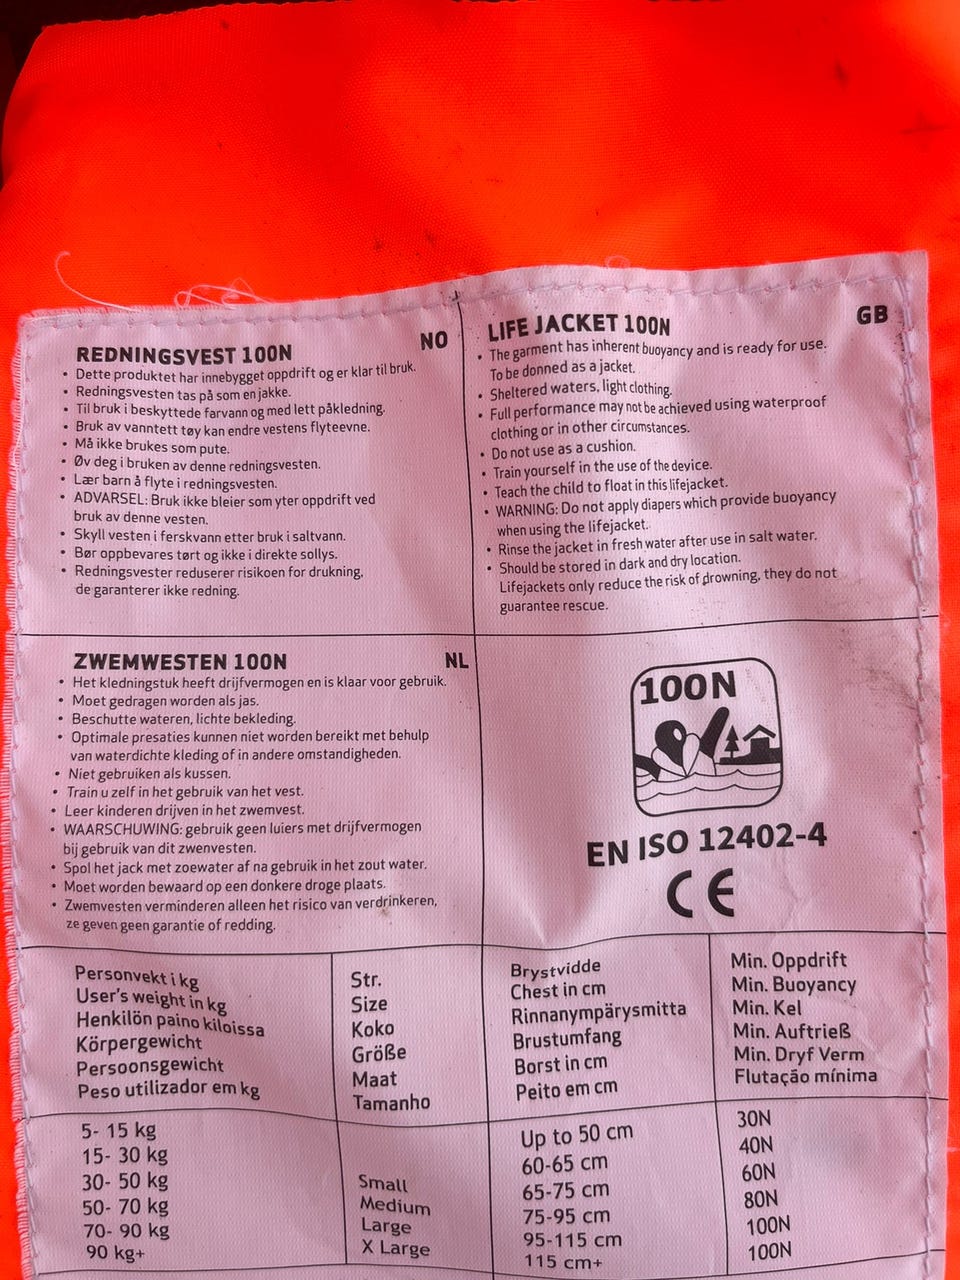 REDNINGSVEST 100N NO
• Dette produktet har innebygget oppdrift og er klar til bruk.
• Redningsvesten tas på som en jakke.
• Til bruk i beskyttede farvann og med lett påkledning.
• Bruk av vanntett tøy kan endre vestens flyteevne.
• Må ikke brukes som pute.
• Øv deg i bruken av denne redningsvesten.
• Lær barn å flyte i redningsvesten.
• ADVARSEL: Bruk ikke bleier som yter oppdrift ved
bruk av denne vesten.
• Skyll vesten i ferskvann etter bruk i saltvann.
• Bør oppbevares tørt og ikke i direkte sollys.
• Redningsvester reduserer risikoen for drukning,
de garanterer ikke redning.
LIFE JACKET 100N GB
• The garment has inherent buoyancy and is ready for use.
To be donned as a jacket.
• Sheltered waters, light clothing.
• Full performance may not be achieved using waterproof
clothing or in other circumstances.
• Do not use as a cushion.
• Train yourself in the use of the device.
• Teach the child to float in this lifejacket.
• WARNING: Do not apply diapers which provide buoyancy
when using the lifejacket.
• Rinse the jacket in fresh water after use in salt water.
• Should be stored in dark and dry location.
Lifejackets only reduce the risk of drowning, they do not
guarantee rescue.
ZWEMWESTEN 100N NL
• Het kledningstuk heeft drijfvermogen en is klaar voor gebruik.
• Moet gedragen worden als jas.
• Beschutte wateren, lichte bekleding.
• Optimale presaties kunnen niet worden bereikt met behulp
van waterdichte kleding of in andere omstandigheden.
• Niet gebruiken als kussen.
• Train u zelf in het gebruik van het vest.
• Leer kinderen drijven in het zwemvest.
• WAARSCHUWING: gebruik geen luiers met drijfvermogen
bij gebruik van dit zwenvesten.
• Spol het jack met zoewater af na gebruik in het zout water.
• Moet worden bewaard op een donkere droge plaats.
• Zwemvesten verminderen alleen het risico van verdrinkeren,
ze geven geen garantie of redding.
100N
EN ISO 12402-4
CE
Personvekt i kg
User's weight in kg
Henkilön paino kiloissa
Körpergewicht
Persoonsgewicht
Peso utilizador em kg
Str.
Size
Koko
Größe
Maat
Tamanho
Brystvidde
Chest in cm
Rinnanympärysmitta
Brustumfang
Borst in cm
Peito em cm
Min. Oppdrift
Min. Buoyancy
Min. Kel
Min. Auftrieß
Min. Dryf Verm
Flutação mínima
5- 15 kg Up to 50 cm 30N
15- 30 kg 60-65 cm 40N
30- 50 kg Small 65-75 cm 60N
50- 70 kg Medium 75-95 cm 80N
70- 90 kg Large 95-115 cm 100N
90 kg+ X Large 115 cm+ 100N